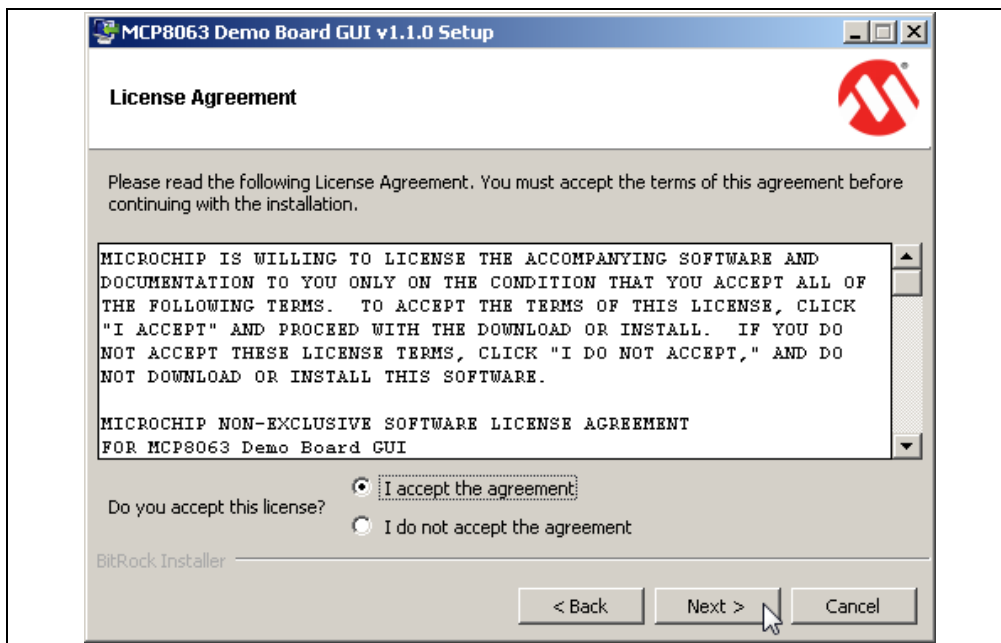 MCP8063 Demo Board GUI v1.1.0 Setup
License Agreement
Please read the following License Agreement. You must accept the terms of this agreement before
continuing with the installation.
MICROCHIP IS WILLING TO LICENSE THE ACCOMPANYING SOFTWARE AND
DOCUMENTATION TO YOU ONLY ON THE CONDITION THAT YOU ACCEPT ALL OF
THE FOLLOWING TERMS.  TO ACCEPT THE TERMS OF THIS LICENSE, CLICK
"I ACCEPT" AND PROCEED WITH THE DOWNLOAD OR INSTALL.  IF YOU DO
NOT ACCEPT THESE LICENSE TERMS, CLICK "I DO NOT ACCEPT," AND DO
NOT DOWNLOAD OR INSTALL THIS SOFTWARE.
MICROCHIP NON-EXCLUSIVE SOFTWARE LICENSE AGREEMENT
FOR MCP8063 Demo Board GUI
Do you accept this license?
I accept the agreement
I do not accept the agreement
BitRock Installer
< Back
Next >
Cancel